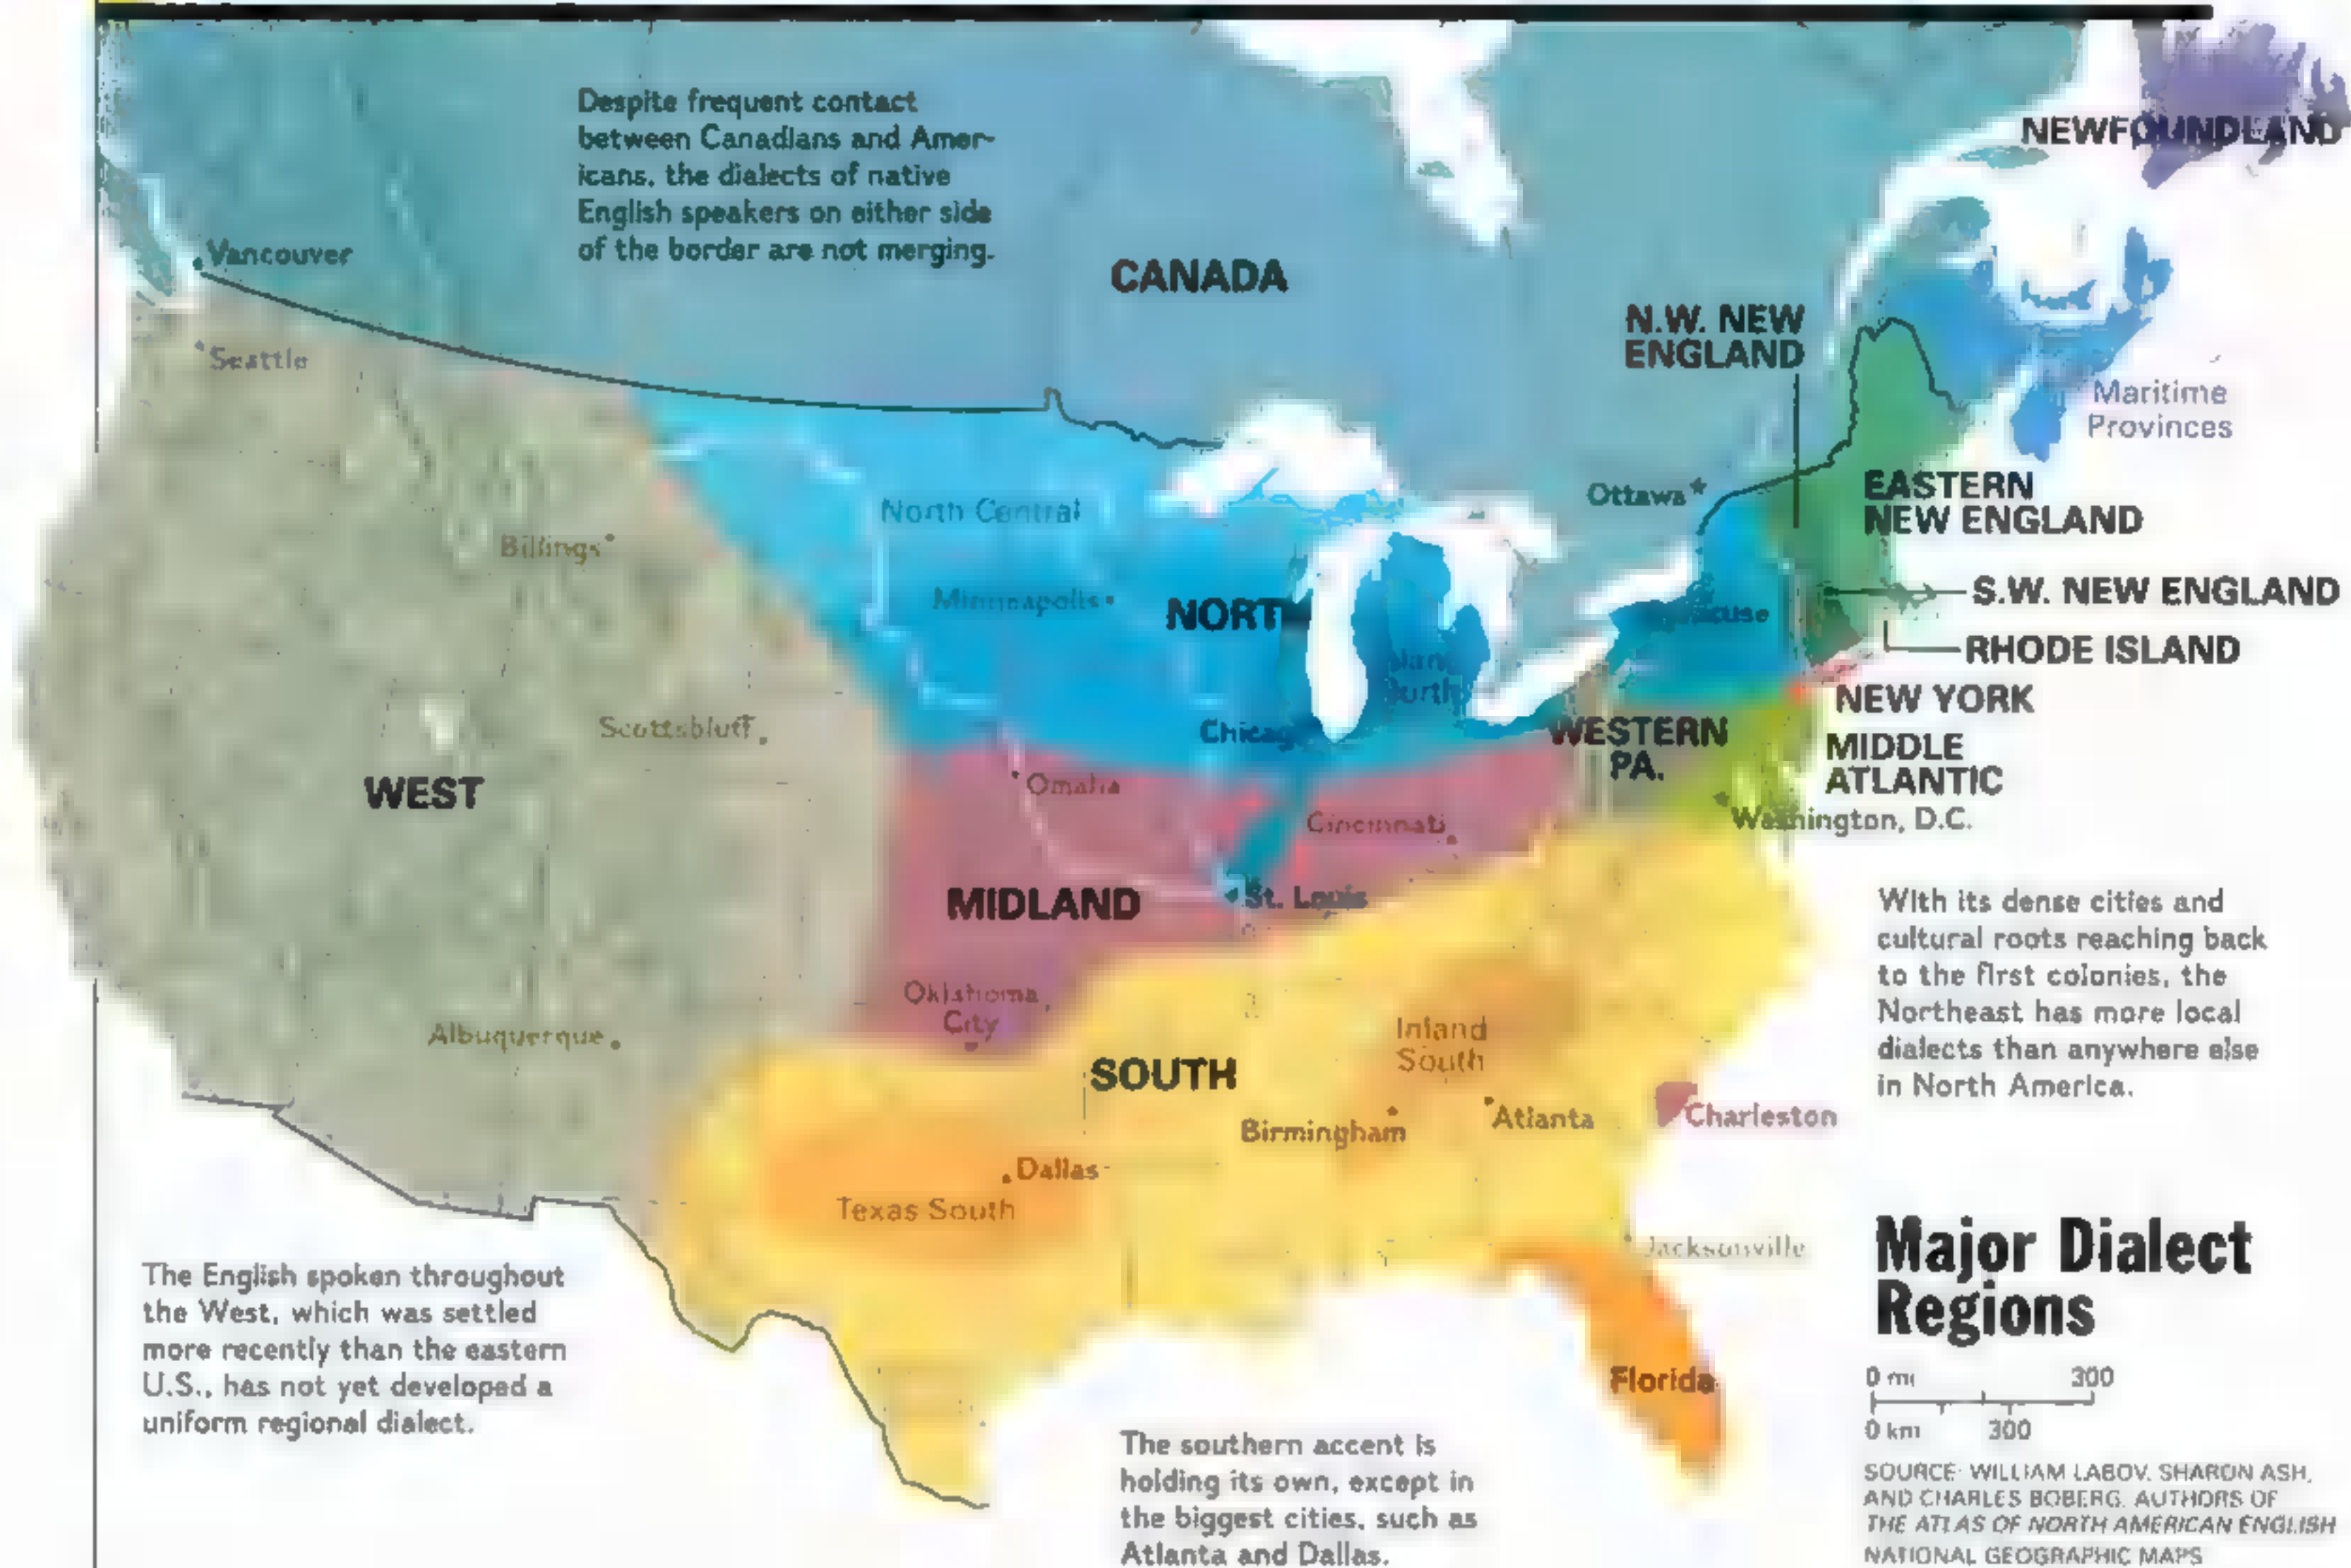 Despite frequent contact
between Canadians and Amer-
icans, the dialects of native
English speakers on either side
of the border are not merging.
NEWFOUNDLAND
Vancouver
CANADA
N.W. NEW
ENGLAND
Seattle
Maritime
Provinces
Ottawa
EASTERN
NEW ENGLAND
North Central
Billings
Minneapolis
NORT
S.W. NEW ENGLAND
RHODE ISLAND
NEW YORK
Scottsbluff
Chicag
WESTERN
PA.
MIDDLE
ATLANTIC
WEST
Omaha
Cincinnati
Washington, D.C.
MIDLAND
St. Louis
With its dense cities and
cultural roots reaching back
to the first colonies, the
Northeast has more local
dialects than anywhere else
in North America.
Oklahoma
City
Albuquerque
Inland
South
SOUTH
Birmingham
Atlanta
Charleston
Dallas
Texas South
Jacksonville
Major Dialect
Regions
The English spoken throughout
the West, which was settled
more recently than the eastern
U.S., has not yet developed a
uniform regional dialect.
Florida
0 mi 300
0 km 300
The southern accent is
holding its own, except in
the biggest cities, such as
Atlanta and Dallas.
SOURCE: WILLIAM LABOV, SHARON ASH,
AND CHARLES BOBERG, AUTHORS OF
THE ATLAS OF NORTH AMERICAN ENGLISH
NATIONAL GEOGRAPHIC MAPS